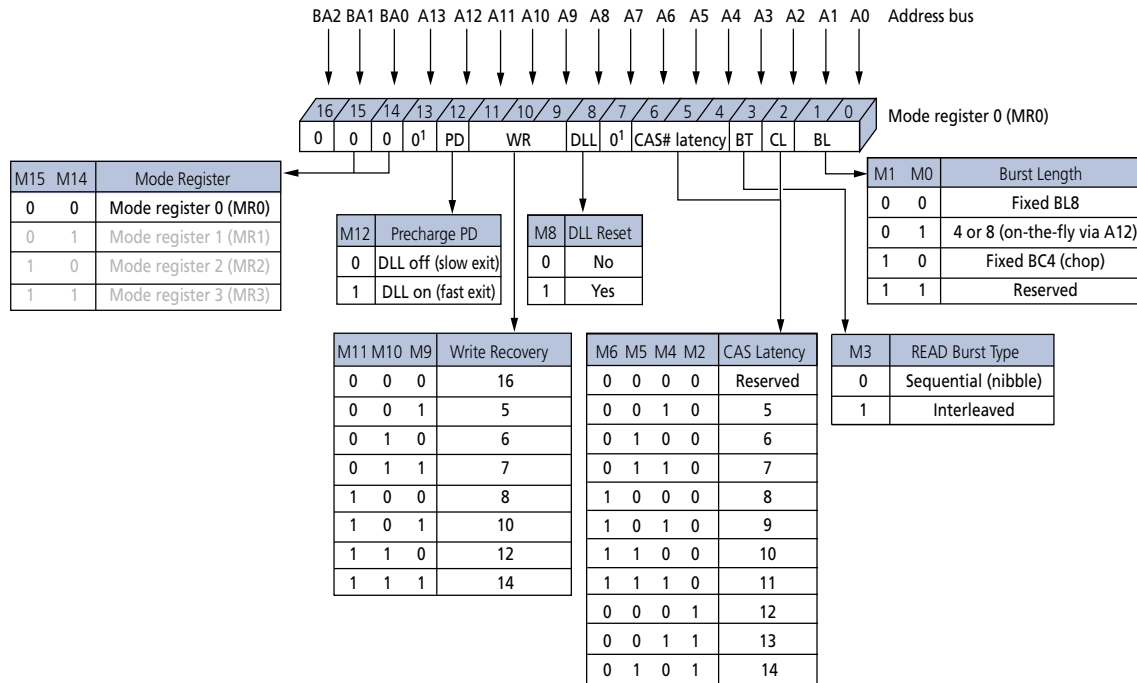 BA2 BA1 BA0 A13 A12 A11 A10 A9 A8 A7 A6 A5 A4 A3 A2 A1 A0 Address bus
16 15 14 13 12 11 10 9 8 7 6 5 4 3 2 1 0
Mode register 0 (MR0)
0 0 0 0¹ PD WR DLL 0¹ CAS# latency BT CL BL
M15 M14 Mode Register
0 0 Mode register 0 (MR0)
0 1 Mode register 1 (MR1)
1 0 Mode register 2 (MR2)
1 1 Mode register 3 (MR3)
M12 Precharge PD
0 DLL off (slow exit)
1 DLL on (fast exit)
M8 DLL Reset
0 No
1 Yes
M1 M0 Burst Length
0 0 Fixed BL8
0 1 4 or 8 (on-the-fly via A12)
1 0 Fixed BC4 (chop)
1 1 Reserved
M11 M10 M9 Write Recovery
0 0 0 16
0 0 1 5
0 1 0 6
0 1 1 7
1 0 0 8
1 0 1 10
1 1 0 12
1 1 1 14
M6 M5 M4 M2 CAS Latency
0 0 0 0 Reserved
0 0 1 0 5
0 1 0 0 6
0 1 1 0 7
1 0 0 0 8
1 0 1 0 9
1 1 0 0 10
1 1 1 0 11
0 0 0 1 12
0 0 1 1 13
0 1 0 1 14
M3 READ Burst Type
0 Sequential (nibble)
1 Interleaved